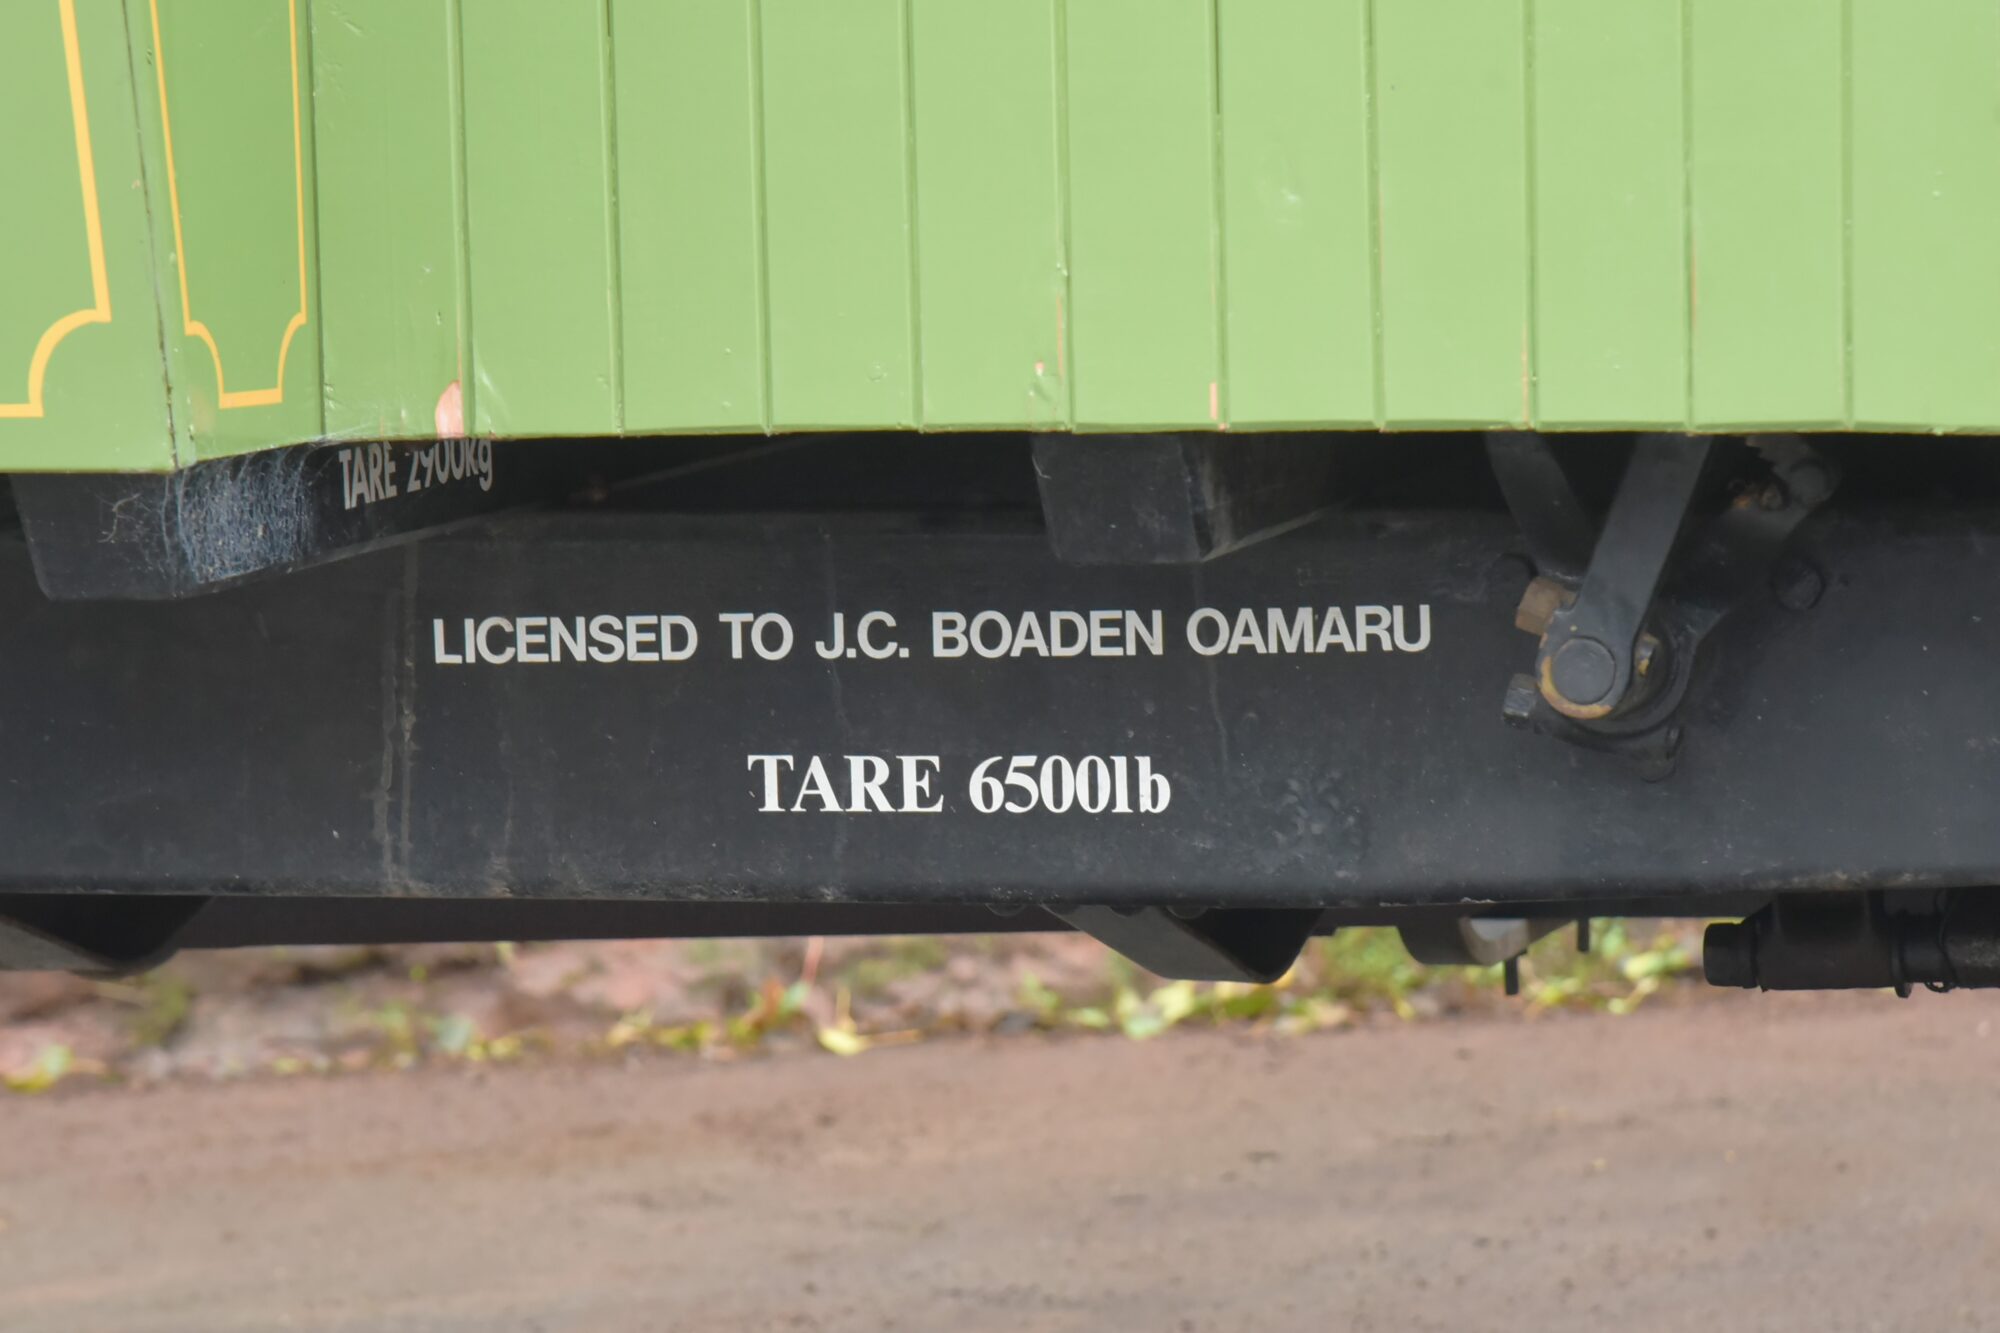 TARE 2900kg
LICENSED TO J.C. BOADEN OAMARU
TARE 6500lb